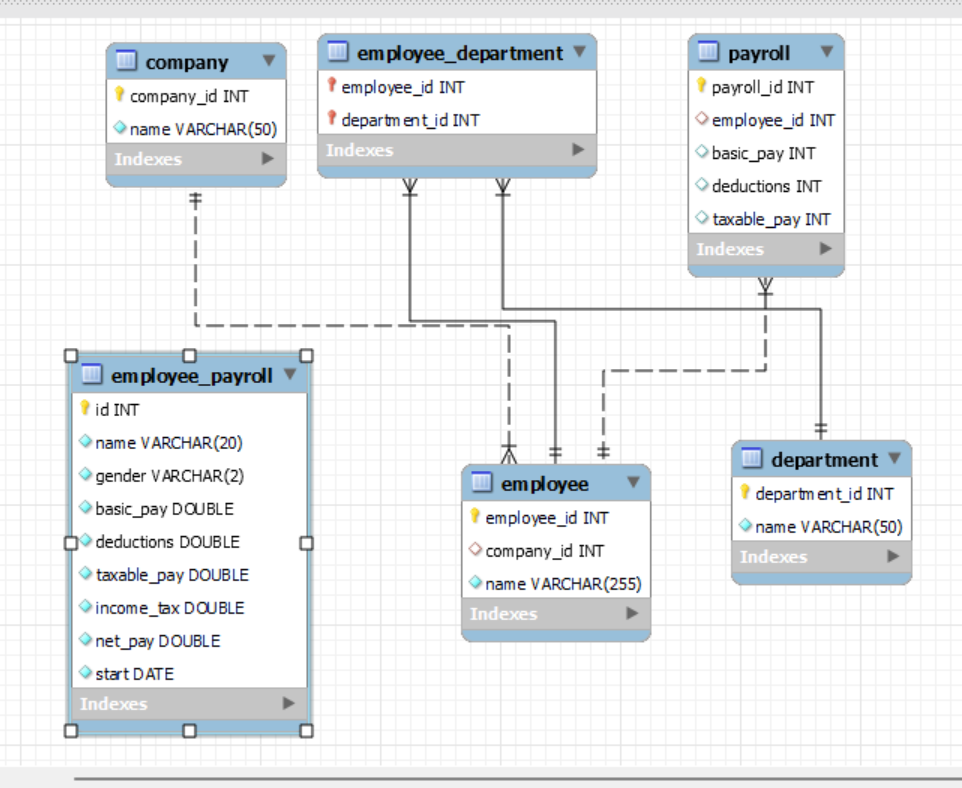 company
company_id INT
name VARCHAR(50)
Indexes
employee_department
employee_id INT
department_id INT
Indexes
payroll
payroll_id INT
employee_id INT
basic_pay INT
deductions INT
taxable_pay INT
Indexes
employee_payroll
id INT
name VARCHAR(20)
gender VARCHAR(2)
basic_pay DOUBLE
deductions DOUBLE
taxable_pay DOUBLE
income_tax DOUBLE
net_pay DOUBLE
start DATE
Indexes
employee
employee_id INT
company_id INT
name VARCHAR(255)
Indexes
department
department_id INT
name VARCHAR(50)
Indexes